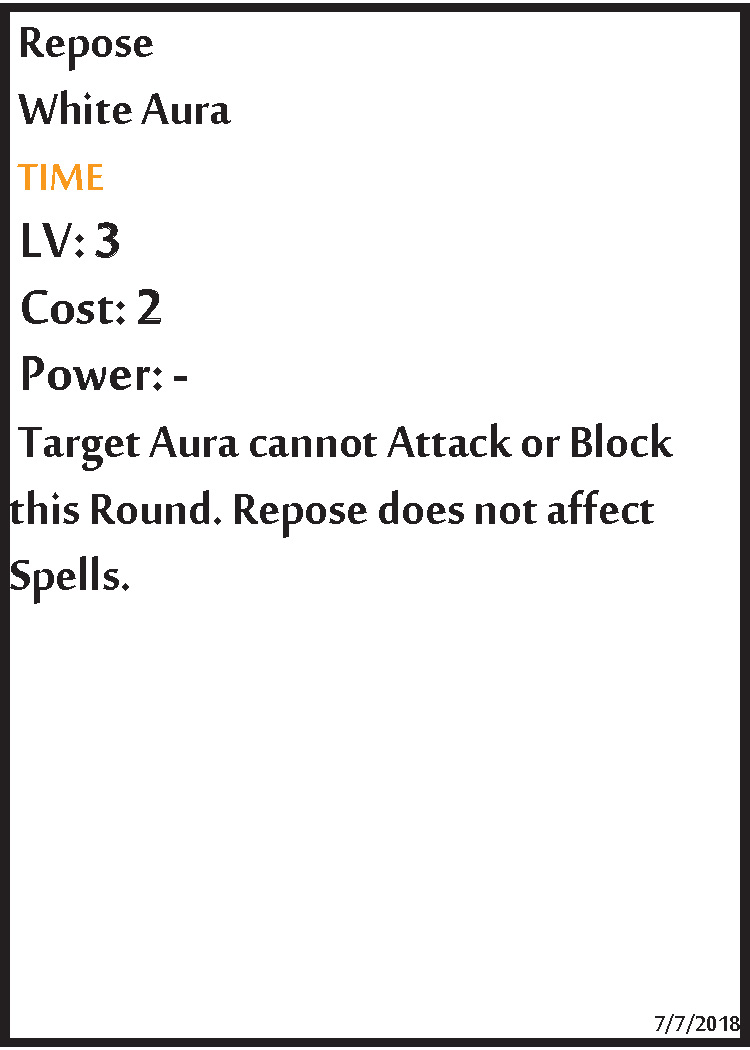 Repose
White Aura
TIME
LV: 3
Cost: 2
Power: -
Target Aura cannot Attack or Block
this Round. Repose does not affect
Spells.
7/7/2018